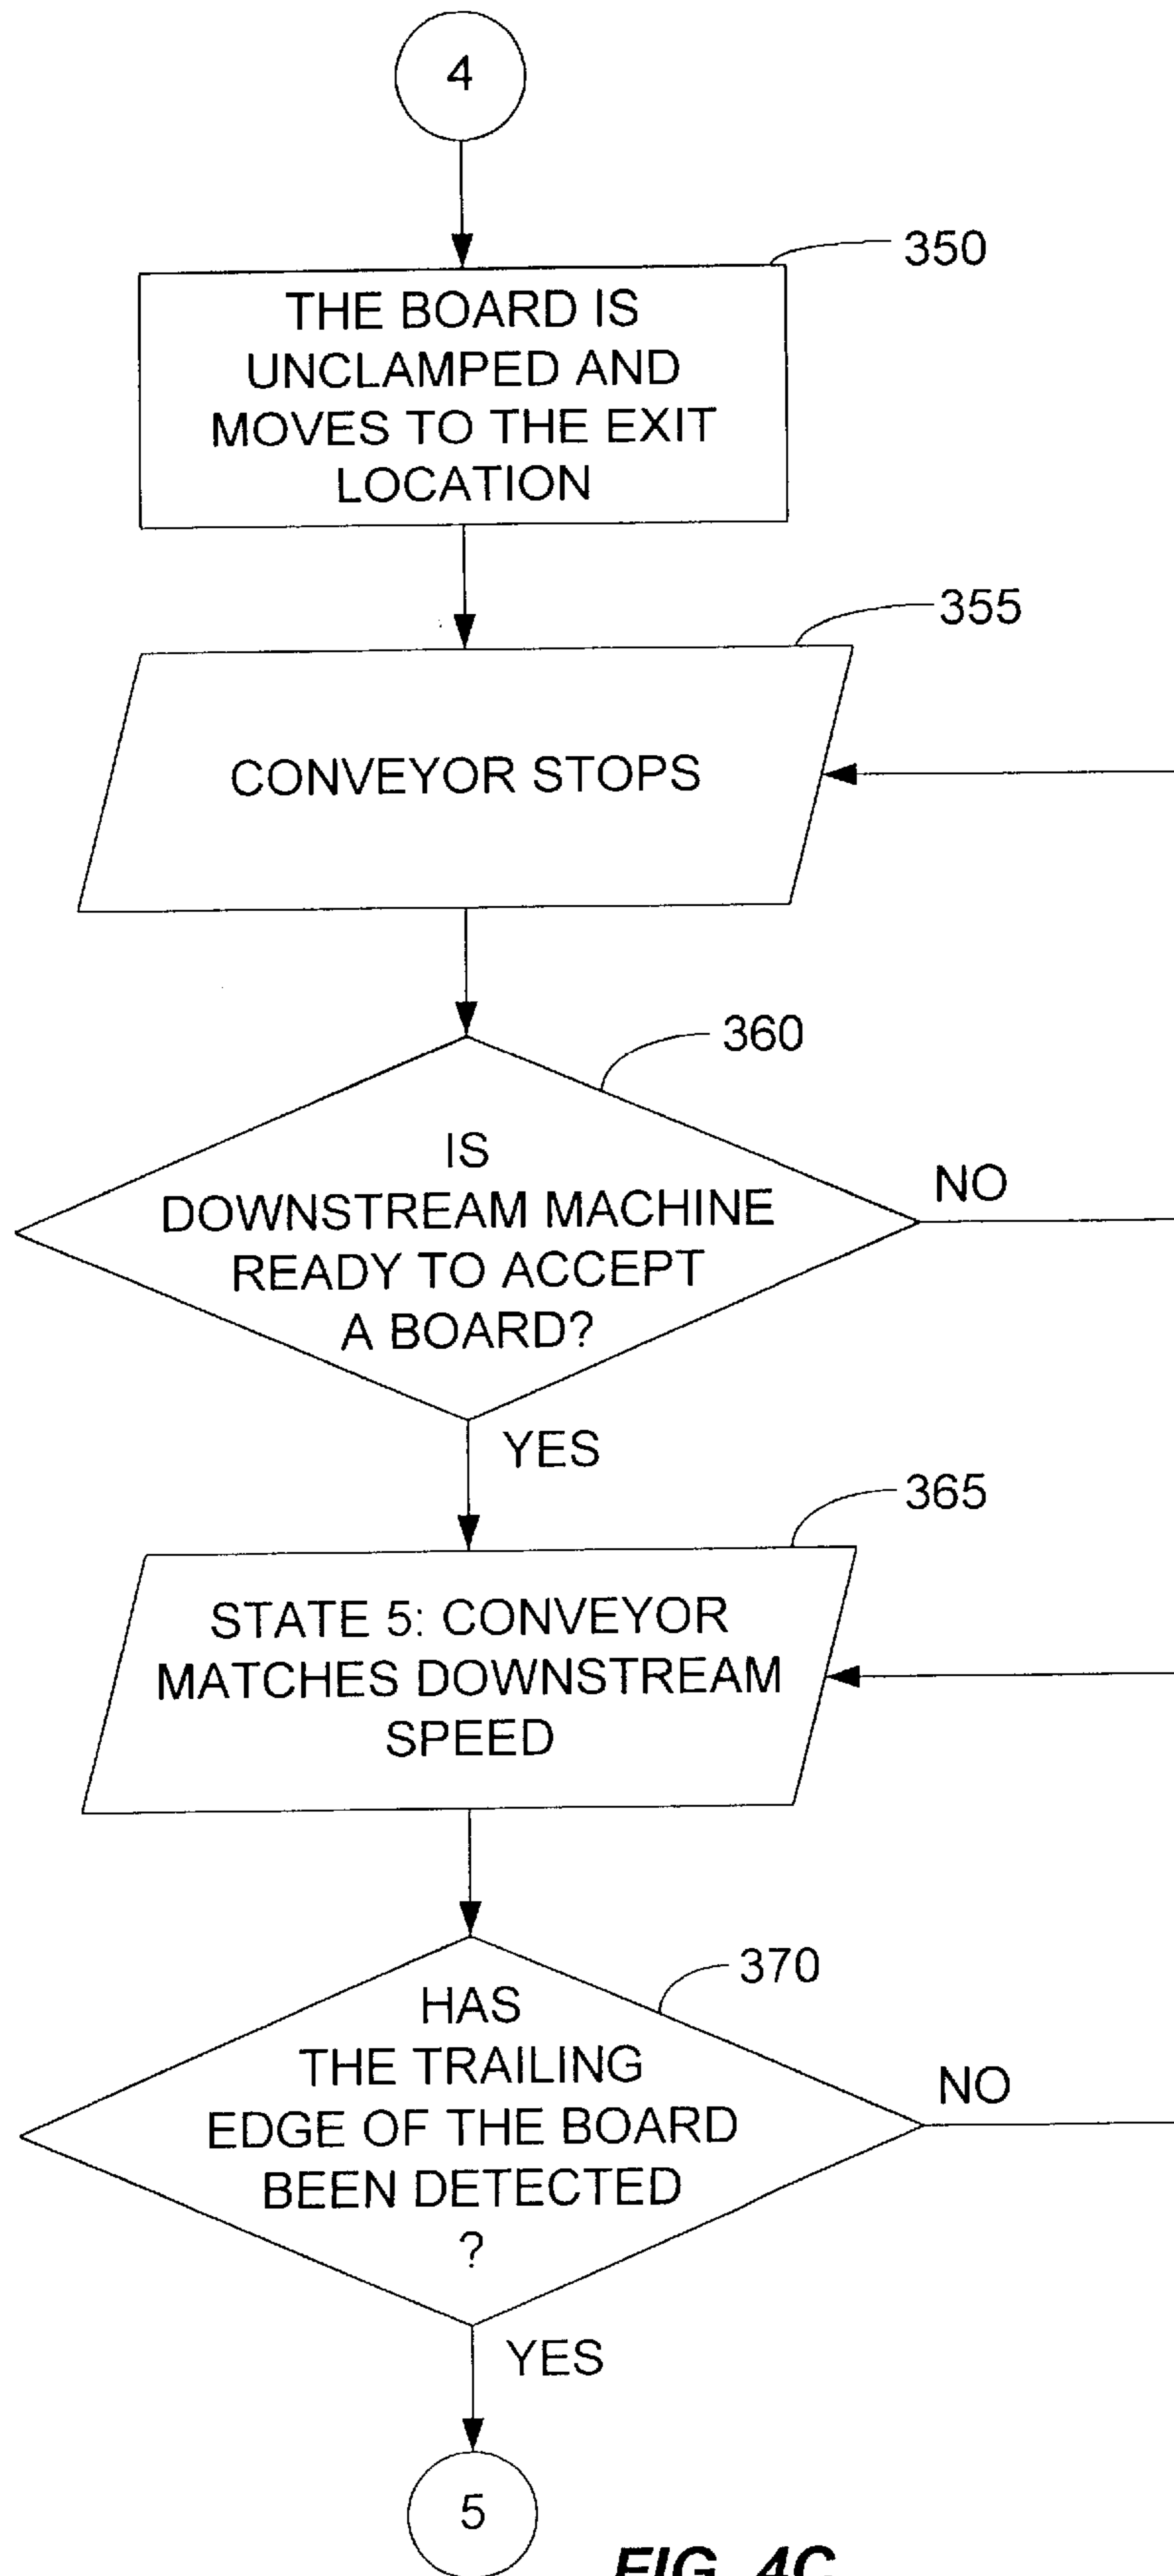 4
350
THE BOARD IS
UNCLAMPED AND
MOVES TO THE EXIT
LOCATION
355
CONVEYOR STOPS
360
IS
DOWNSTREAM MACHINE
READY TO ACCEPT
A BOARD?
NO
YES
365
STATE 5: CONVEYOR
MATCHES DOWNSTREAM
SPEED
370
HAS
THE TRAILING
EDGE OF THE BOARD
BEEN DETECTED
?
NO
YES
5
FIG. 4C